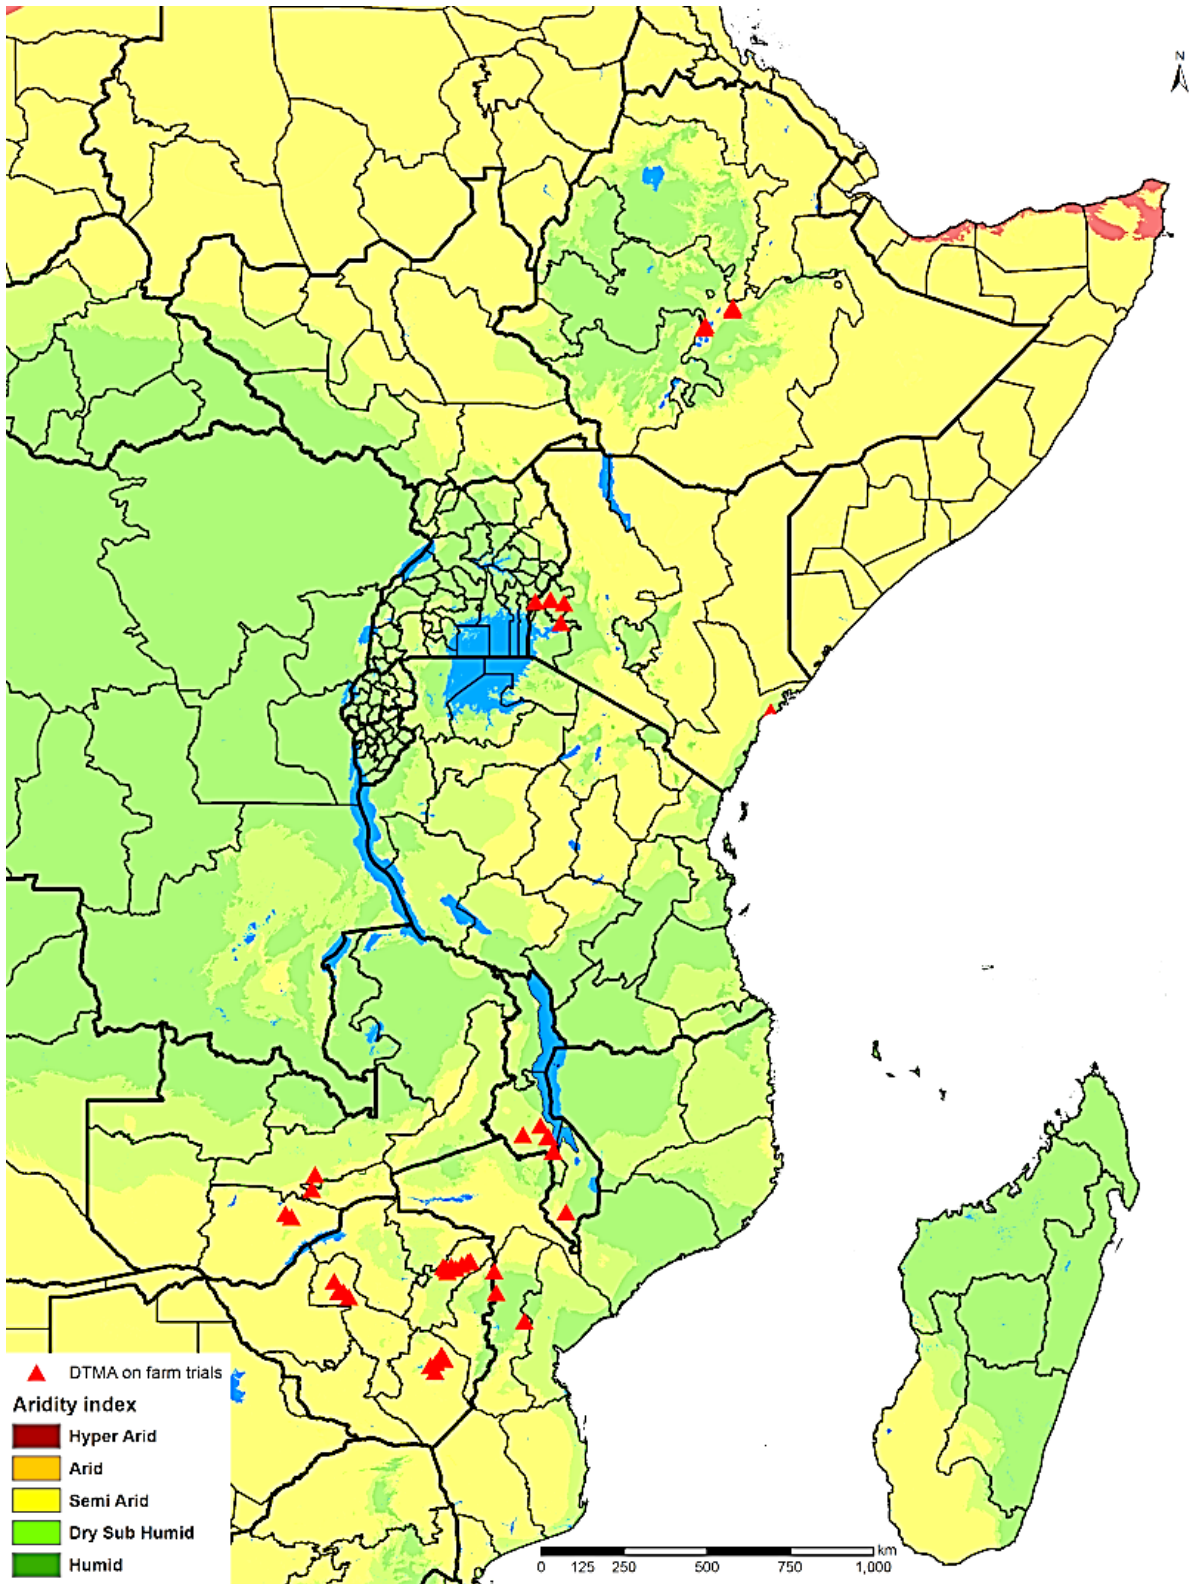 N
DTMA on farm trials
Aridity index
Hyper Arid
Arid
Semi Arid
Dry Sub Humid
Humid
km
0 125 250 500 750 1,000